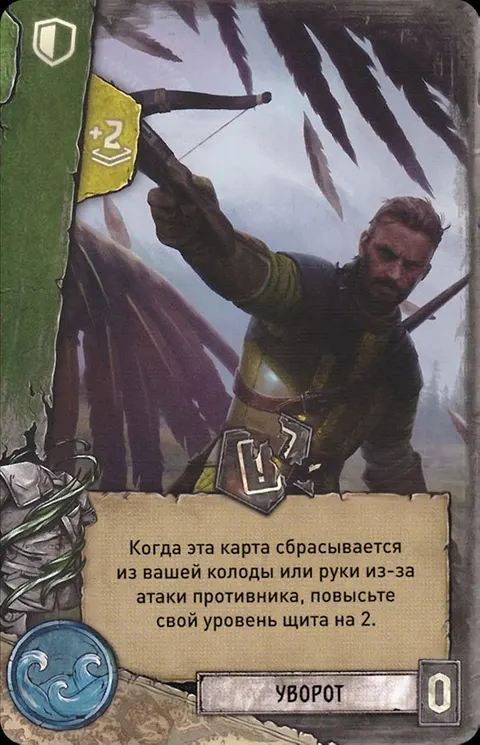 +2
Когда эта карта сбрасывается
из вашей колоды или руки из-за
атаки противника, повысьте
свой уровень щита на 2.
УВОРОТ
0